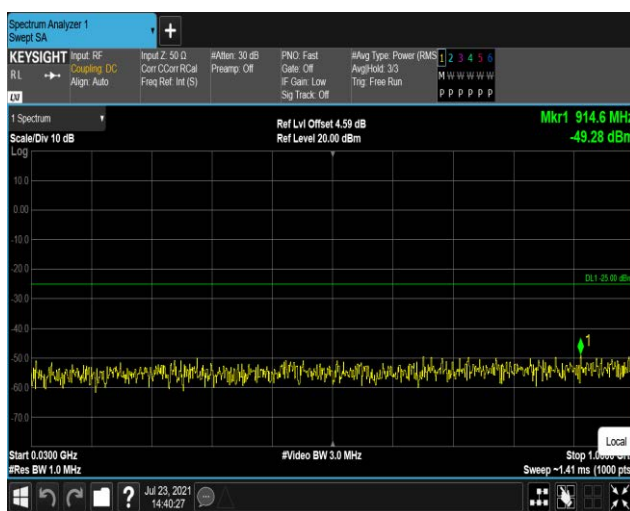 Spectrum Analyzer 1
Swept SA
KEYSIGHT
RL
LXI
Input: RF
Coupling: DC
Align: Auto
Input Z: 50 Ω
Corr CCorr RCal
Freq Ref: Int (S)
#Atten: 30 dB
Preamp: Off
PNO: Fast
Gate: Off
IF Gain: Low
Sig Track: Off
#Avg Type: Power (RMS
Avg|Hold: 3/3
Trig: Free Run
1 2 3 4 5 6
M W W W W W
P P P P P P
1 Spectrum
Scale/Div 10 dB
Log
Ref Lvl Offset 4.59 dB
Ref Level 20.00 dBm
Mkr1 914.6 MHz
-49.28 dBm
10.0
0.00
-10.0
-20.0
DL1 -25.00 dBm
-30.0
-40.0
1
-50.0
-60.0
-70.0
Local
Start 0.0300 GHz
#Res BW 1.0 MHz
#Video BW 3.0 MHz
Stop 1.0000 GHz
Sweep ~1.41 ms (1000 pts)
?
Jul 23, 2021
14:40:27